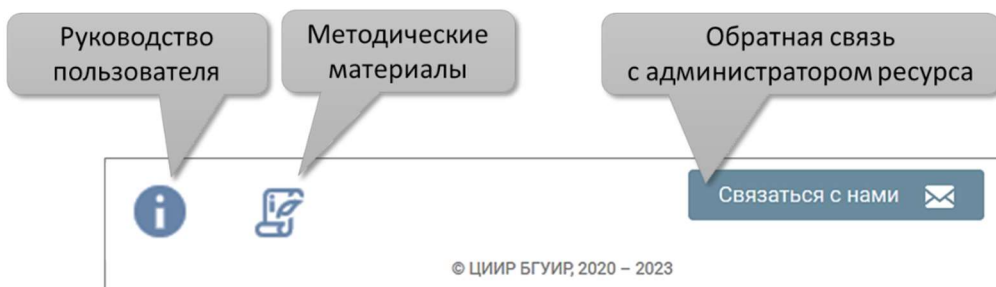 Руководство
пользователя
Методические
материалы
Обратная связь
с администратором ресурса
Связаться с нами
© ЦИИР БГУИР, 2020 – 2023